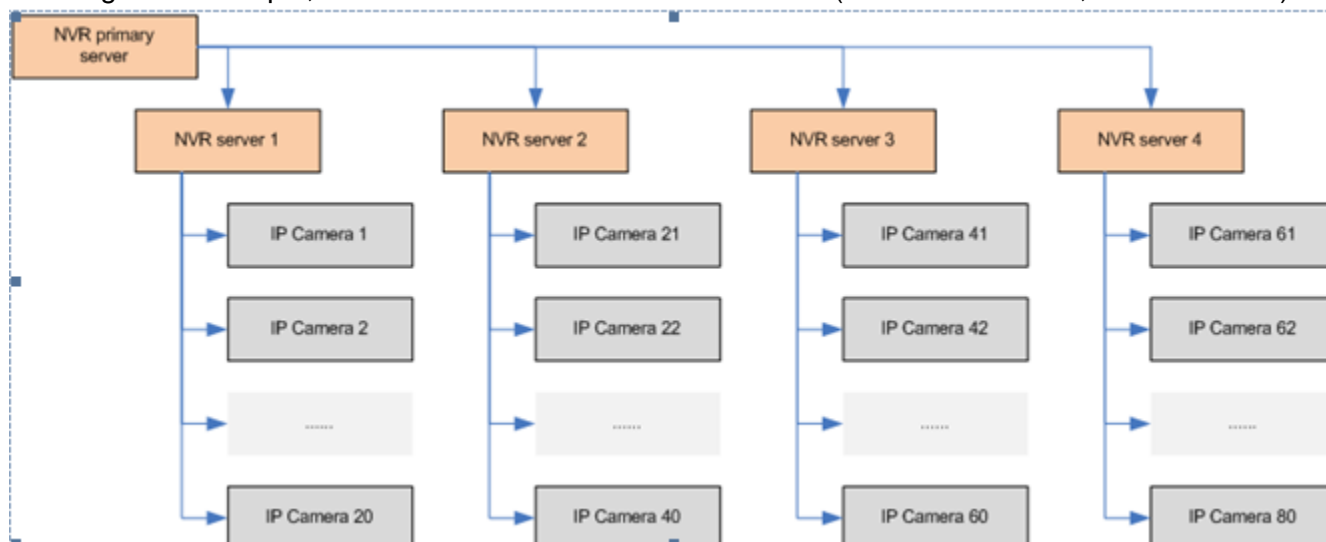 NVR primary
server
NVR server 1
NVR server 2
NVR server 3
NVR server 4
IP Camera 1
IP Camera 21
IP Camera 41
IP Camera 61
IP Camera 2
IP Camera 22
IP Camera 42
IP Camera 62
......
......
......
......
IP Camera 20
IP Camera 40
IP Camera 60
IP Camera 80